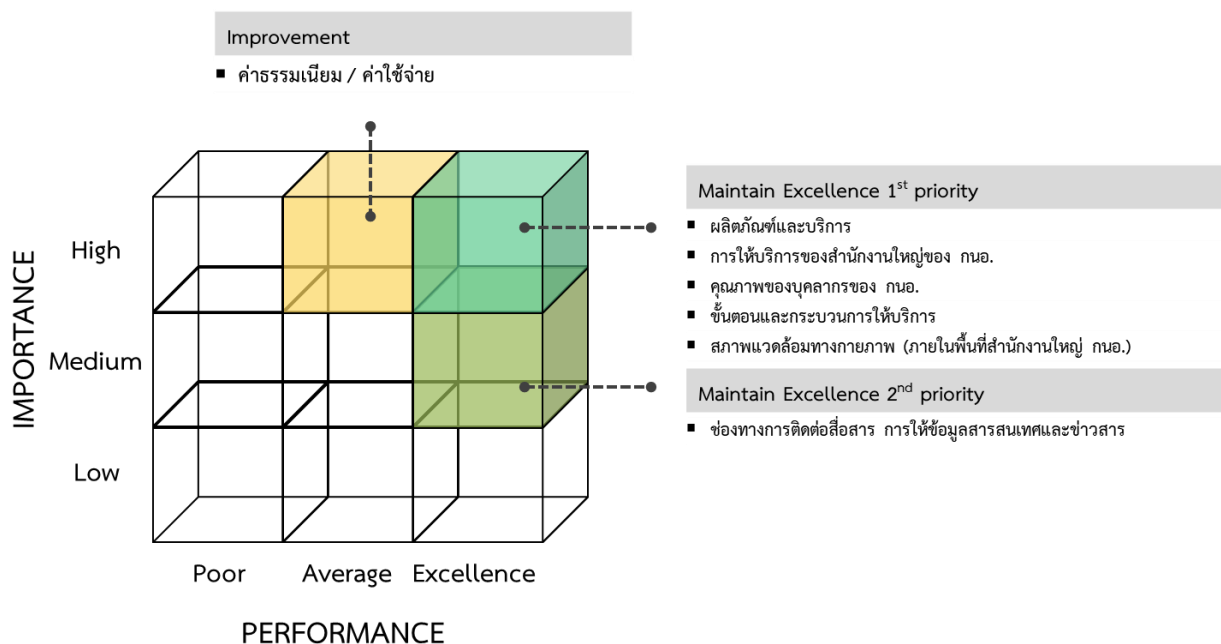 Improvement
▪ ค่าธรรมเนียม / ค่าใช้จ่าย
Maintain Excellence 1st priority
▪ ผลิตภัณฑ์และบริการ
▪ การให้บริการของสำนักงานใหญ่ของ กนอ.
▪ คุณภาพของบุคลากรของ กนอ.
▪ ขั้นตอนและกระบวนการให้บริการ
▪ สภาพแวดล้อมทางกายภาพ (ภายในพื้นที่สำนักงานใหญ่ กนอ.)
Maintain Excellence 2nd priority
▪ ช่องทางการติดต่อสื่อสาร การให้ข้อมูลสารสนเทศและข่าวสาร
IMPORTANCE
High
Medium
Low
Poor Average Excellence
PERFORMANCE